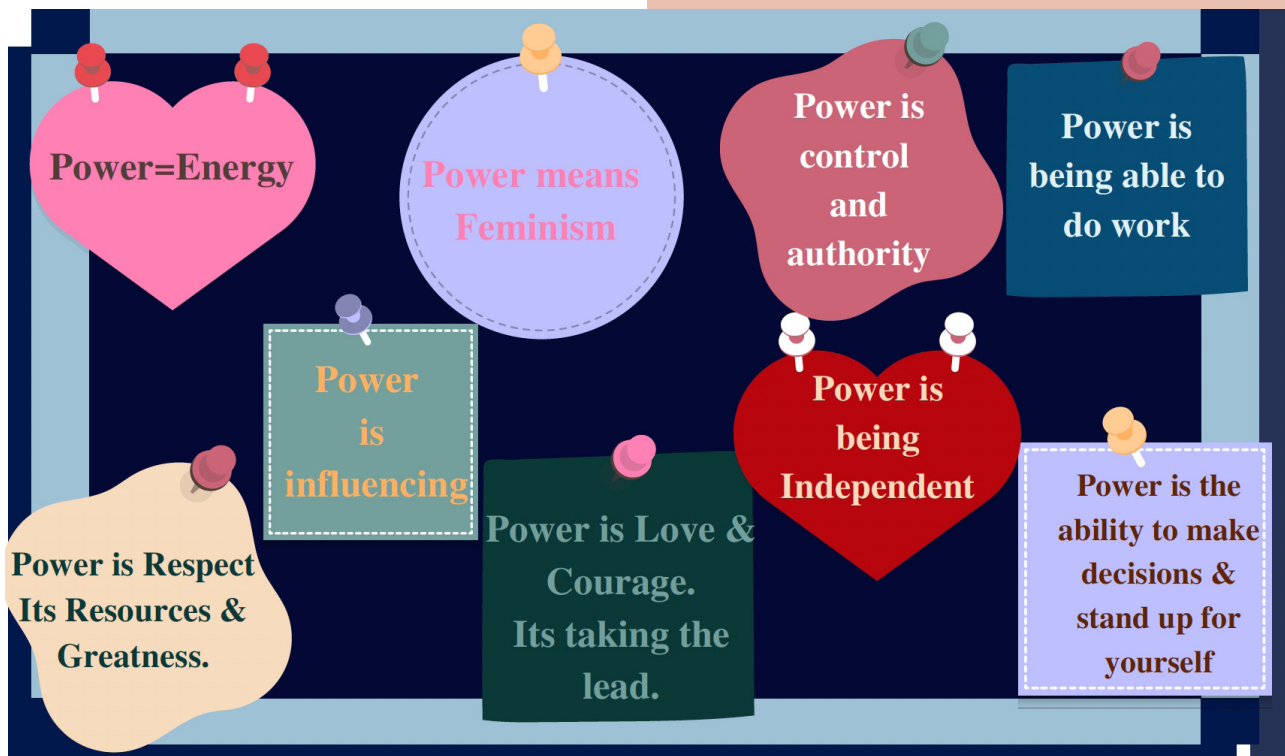 Power=Energy
Power means
Feminism
Power is
control
and
authority
Power is
being able to
do work
Power
is
influencing
Power is
being
Independent
Power is Respect
Its Resources &
Greatness.
Power is Love &
Courage.
Its taking the
lead.
Power is the
ability to make
decisions &
stand up for
yourself